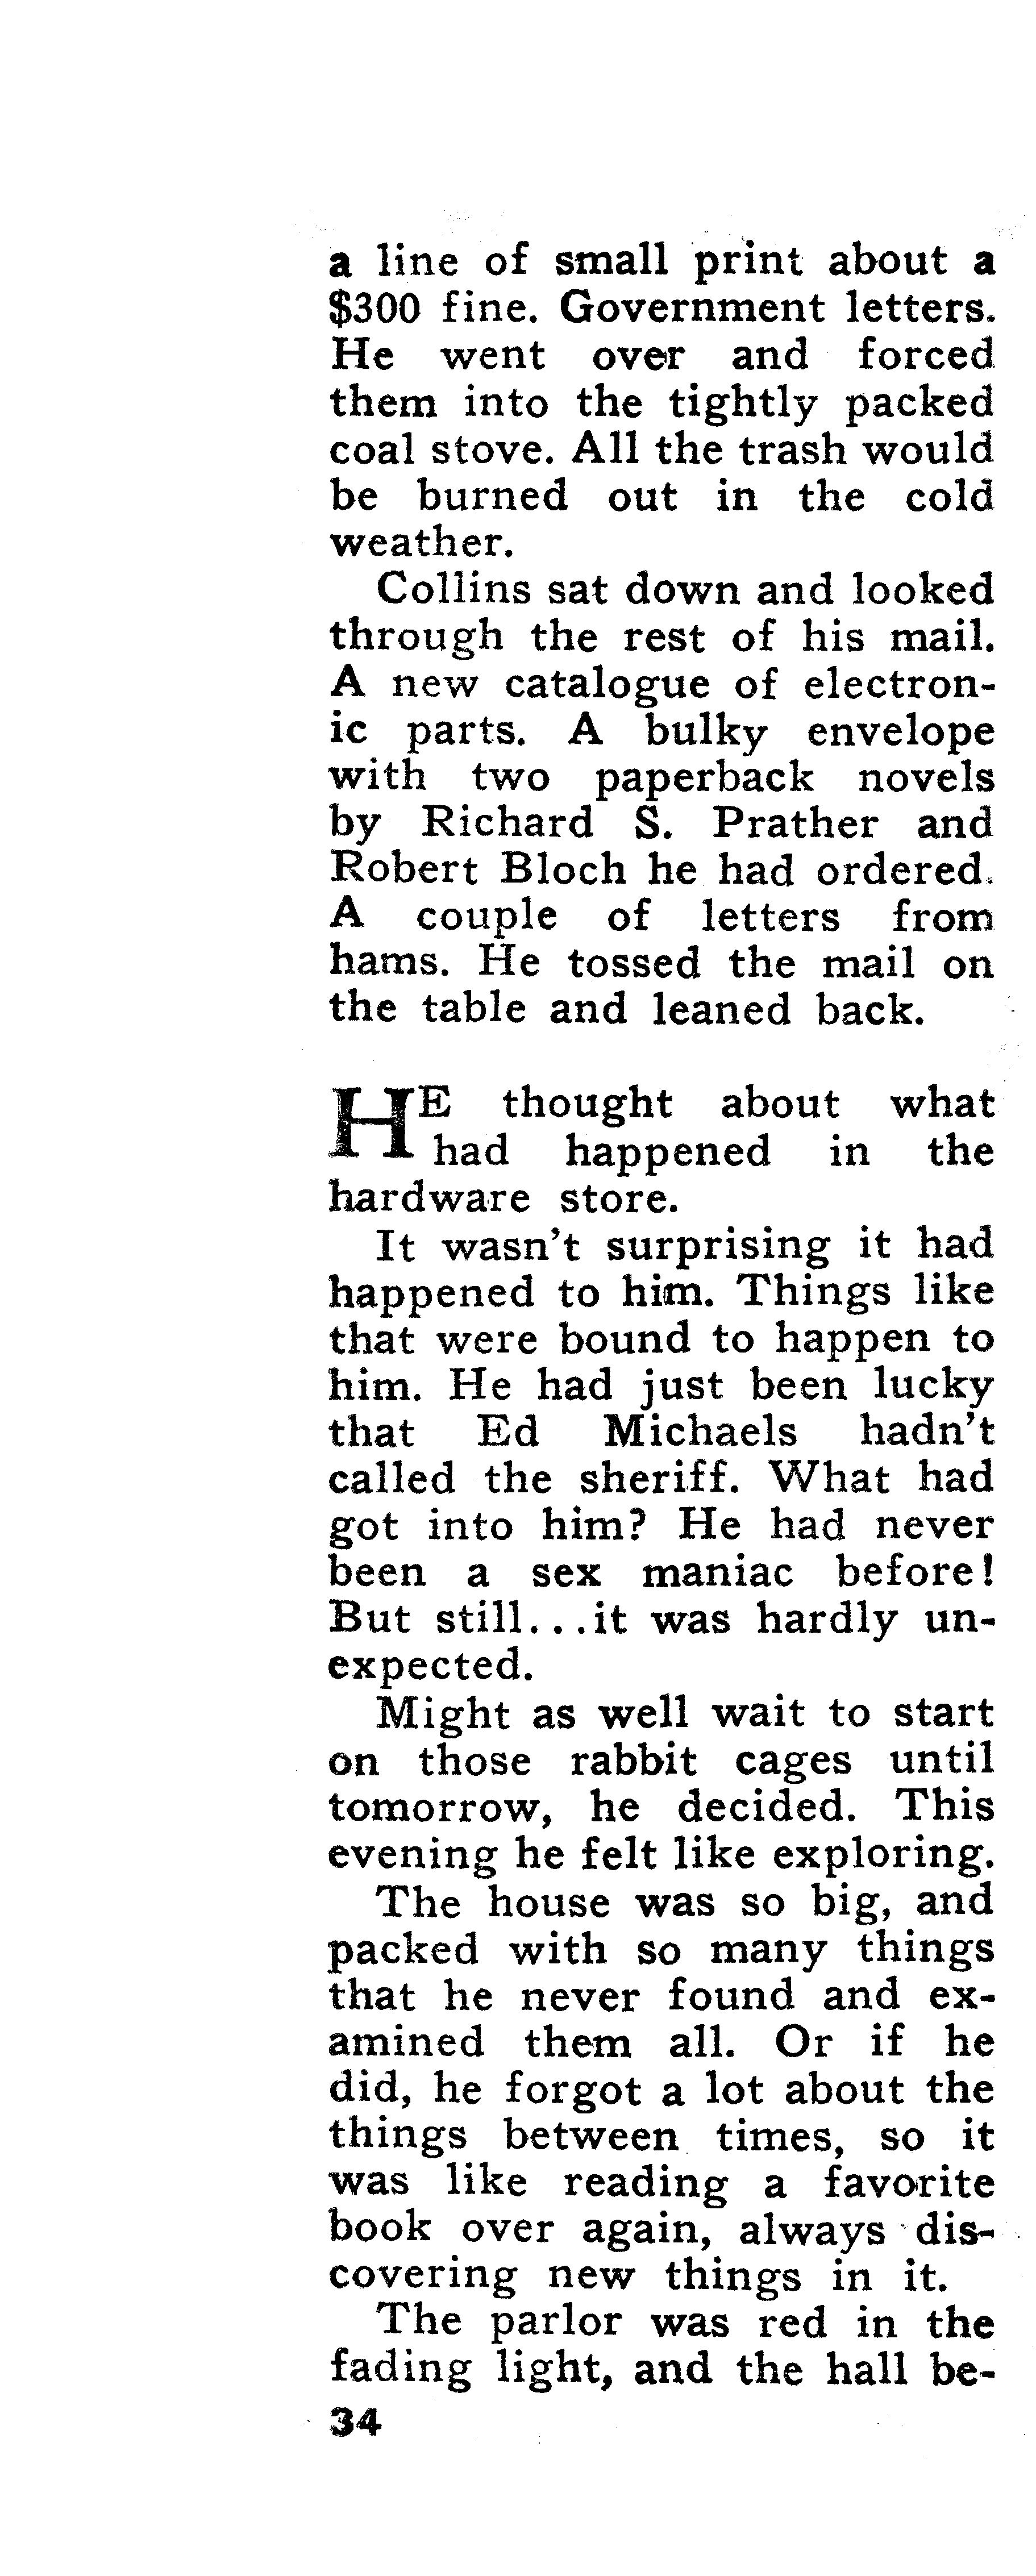 a line of small print about a
$300 fine. Government letters.
He went over and forced
them into the tightly packed
coal stove. All the trash would
be burned out in the cold
weather.
Collins sat down and looked
through the rest of his mail.
A new catalogue of electron-
ic parts. A bulky envelope
with two paperback novels
by Richard S. Prather and
Robert Bloch he had ordered.
A couple of letters from
hams. He tossed the mail on
the table and leaned back.
HE thought about what
had happened in the
hardware store.
It wasn't surprising it had
happened to him. Things like
that were bound to happen to
him. He had just been lucky
that Ed Michaels hadn't
called the sheriff. What had
got into him? He had never
been a sex maniac before!
But still...it was hardly un-
expected.
Might as well wait to start
on those rabbit cages until
tomorrow, he decided. This
evening he felt like exploring.
The house was so big, and
packed with so many things
that he never found and ex-
amined them all. Or if he
did, he forgot a lot about the
things between times, so it
was like reading a favorite
book over again, always dis-
covering new things in it.
The parlor was red in the
fading light, and the hall be-
34